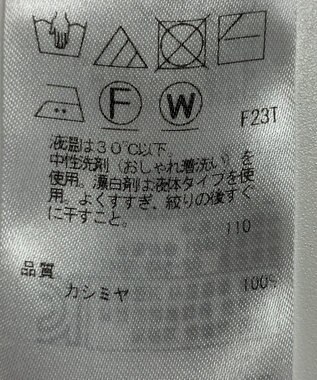 F W
F23T
液温は30℃以下。
中性洗剤（おしゃれ着洗い）を
使用。漂白剤は液体タイプを使
用。よくすすぎ、絞りの後すぐ
に干すこと。
110
品質
カシミヤ 100%